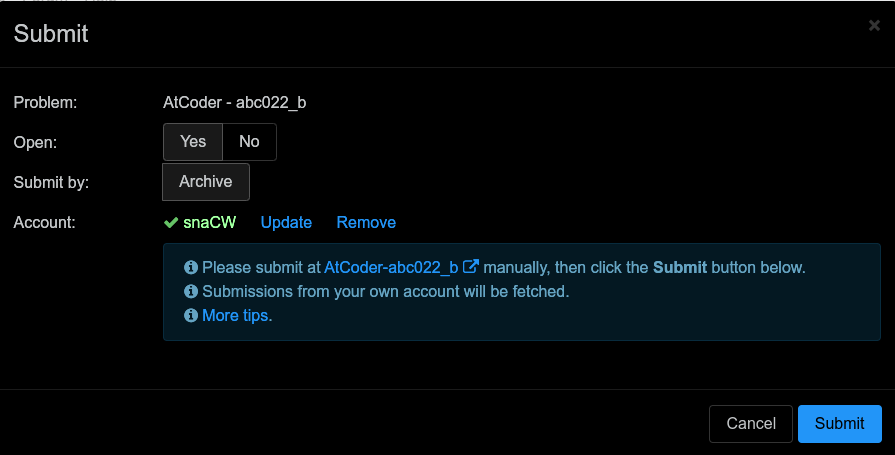 Submit
×
Problem: AtCoder - abc022_b
Open: Yes No
Submit by: Archive
Account: snaCW Update Remove
Please submit at AtCoder-abc022_b manually, then click the Submit button below.
Submissions from your own account will be fetched.
More tips.
Cancel Submit